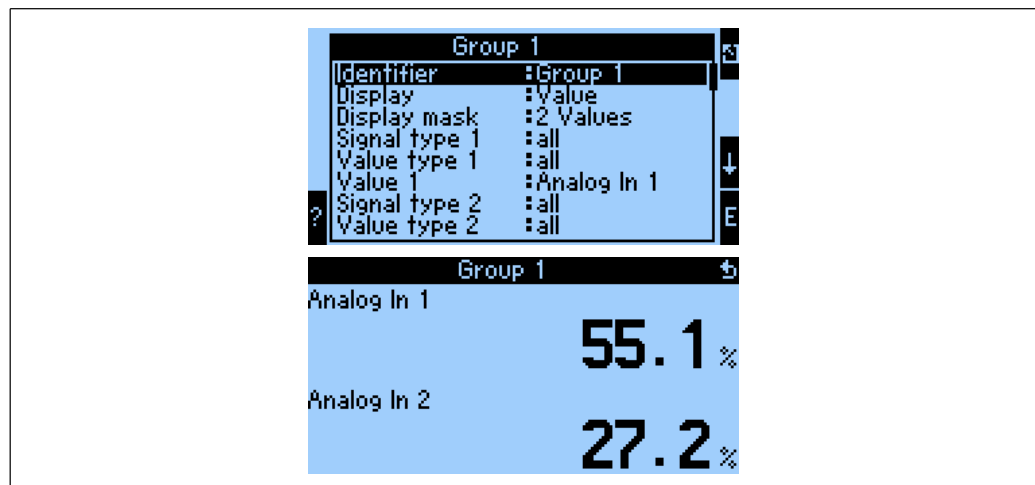 Group 1
Identifier :Group 1
Display :Value
Display mask :2 Values
Signal type 1 :all
Value type 1 :all
Value 1 :Analog In 1
Signal type 2 :all
Value type 2 :all
? ↓ E
Group 1
Analog In 1
55.1 %
Analog In 2
27.2 %